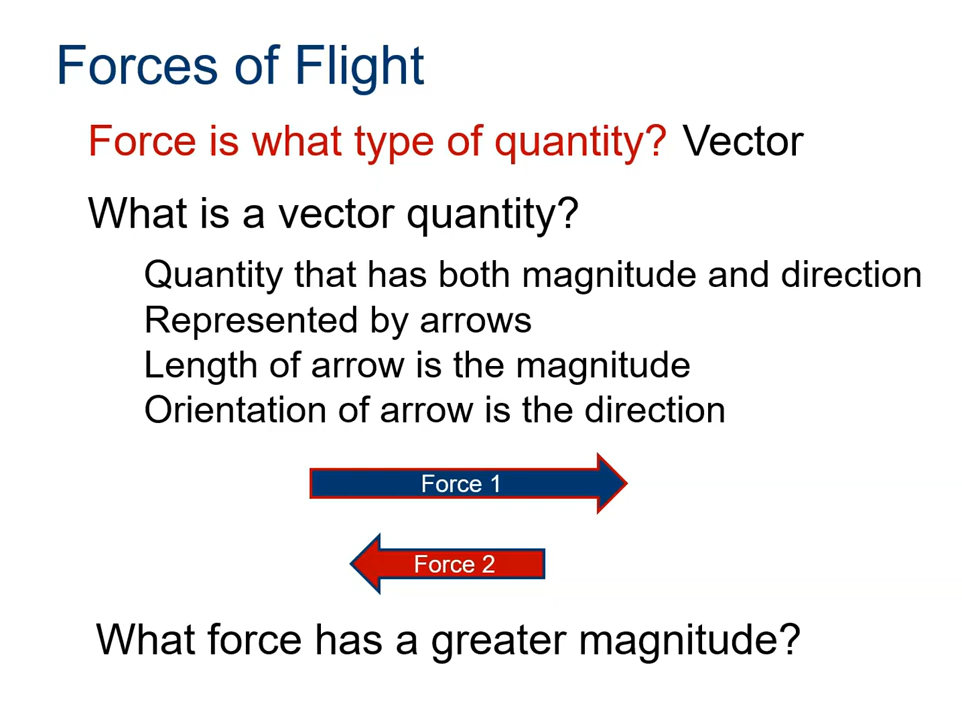 Forces of Flight
Force is what type of quantity? Vector
What is a vector quantity?
Quantity that has both magnitude and direction
Represented by arrows
Length of arrow is the magnitude
Orientation of arrow is the direction
Force 1
Force 2
What force has a greater magnitude?